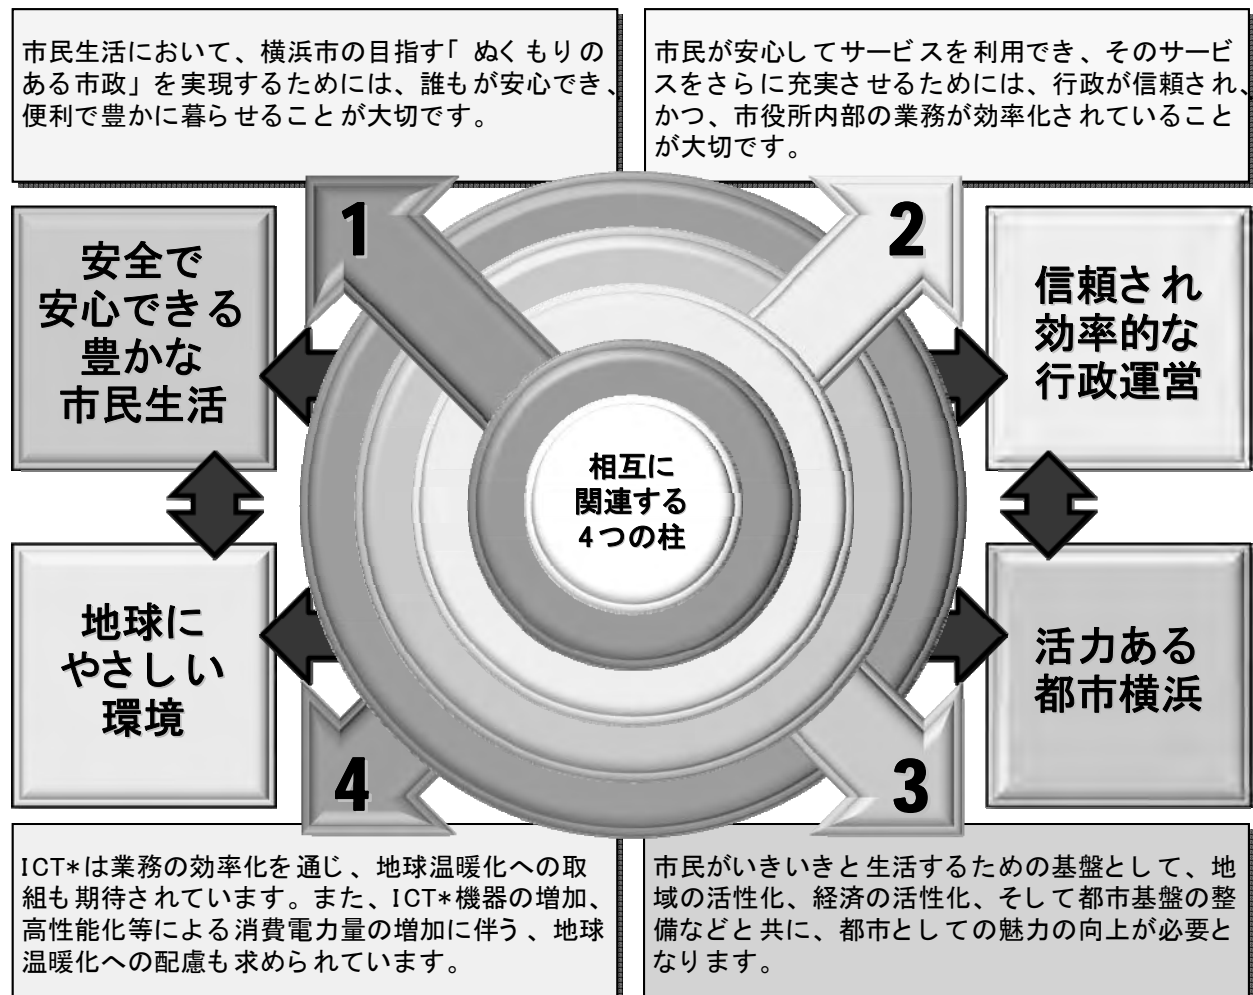 市民生活において、横浜市の目指す「ぬくもりの
ある市政」を実現するためには、誰もが安心でき、
便利で豊かに暮らせることが大切です。
市民が安心してサービスを利用でき、そのサービ
スをさらに充実させるためには、行政が信頼され、
かつ、市役所内部の業務が効率化されていること
が大切です。
1
2
安全で
安心できる
豊かな
市民生活
信頼され
効率的な
行政運営
相互に
関連する
4つの柱
地球に
やさしい
環境
活力ある
都市横浜
4
3
ICT*は業務の効率化を通じ、地球温暖化への取
組も期待されています。また、ICT*機器の増加、
高性能化等による消費電力量の増加に伴う、地球
温暖化への配慮も求められています。
市民がいきいきと生活するための基盤として、地
域の活性化、経済の活性化、そして都市基盤の整
備などと共に、都市としての魅力の向上が必要と
なります。